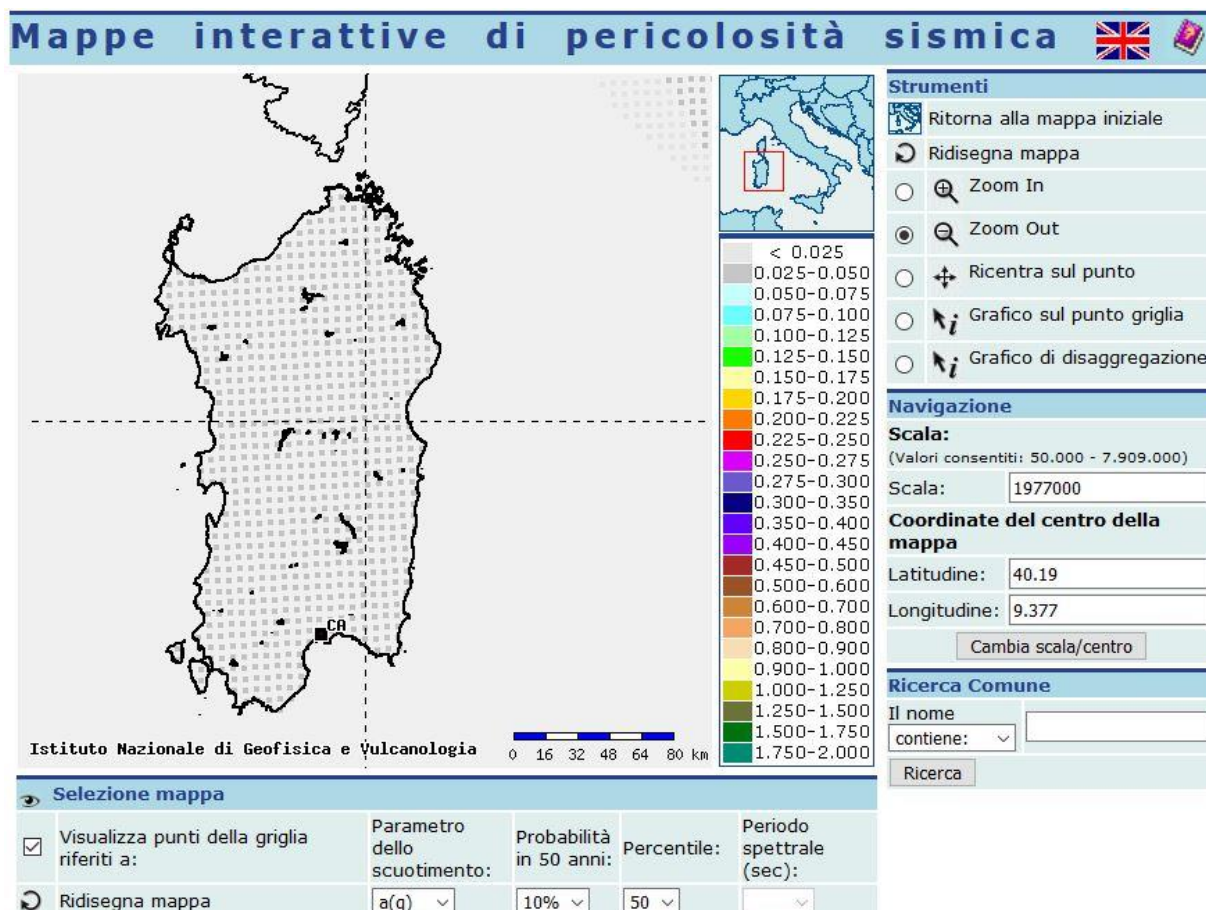 Mappe interattive di pericolosità sismica
CA
Istituto Nazionale di Geofisica e Vulcanologia
0 16 32 48 64 80 km
< 0.025
0.025-0.050
0.050-0.075
0.075-0.100
0.100-0.125
0.125-0.150
0.150-0.175
0.175-0.200
0.200-0.225
0.225-0.250
0.250-0.275
0.275-0.300
0.300-0.350
0.350-0.400
0.400-0.450
0.450-0.500
0.500-0.600
0.600-0.700
0.700-0.800
0.800-0.900
0.900-1.000
1.000-1.250
1.250-1.500
1.500-1.750
1.750-2.000
Strumenti
Ritorna alla mappa iniziale
Ridisegna mappa
Zoom In
Zoom Out
Ricentra sul punto
Grafico sul punto griglia
Grafico di disaggregazione
Navigazione
Scala:
(Valori consentiti: 50.000 - 7.909.000)
Scala: 1977000
Coordinate del centro della
mappa
Latitudine: 40.19
Longitudine: 9.377
Cambia scala/centro
Ricerca Comune
Il nome
contiene:
Ricerca
Selezione mappa
Visualizza punti della griglia
riferiti a:
Parametro
dello
scuotimento:
Probabilità
in 50 anni:
Percentile:
Periodo
spettrale
(sec):
Ridisegna mappa
a(g)
10%
50